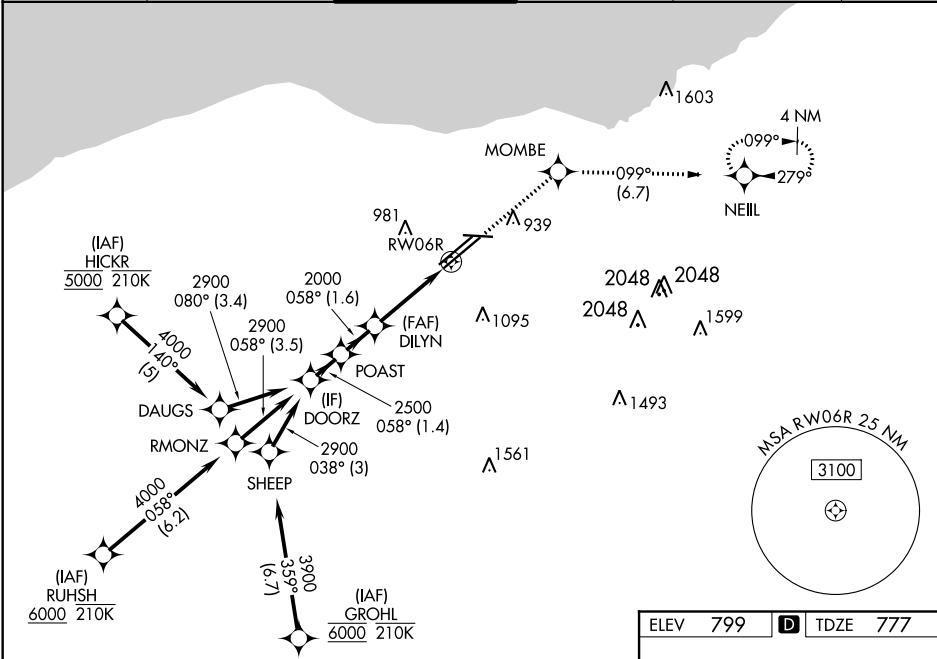 1603
4 NM
099°
279°
NEIIL
MOMBE
099°
(6.7)
981
939
RW06R
(IAF)
HICKR
5000 210K
2900
080° (3.4)
2000
058° (1.6)
2900
058° (3.5)
(FAF)
DILYN
1095
2048
2048
2048
1599
4000
140°
(5)
POAST
DAUGS
(IF)
DOORZ
2500
058° (1.4)
RMONZ
2900
038° (3)
SHEEP
1493
1561
MSA RW06R 25 NM
3100
4000
058°
(6.2)
3900
359°
(6.7)
(IAF)
RUHSH
6000 210K
(IAF)
GROHL
6000 210K
ELEV 799 D TDZE 777